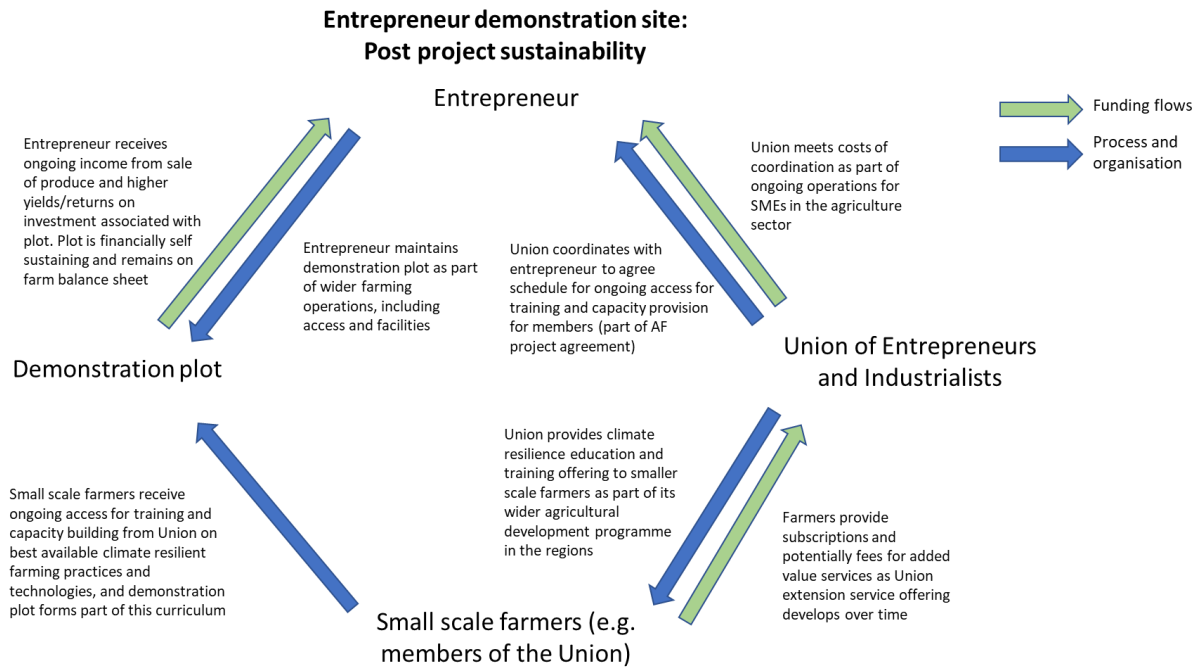 Entrepreneur demonstration site:
Post project sustainability
Entrepreneur
Funding flows
Process and
organisation
Entrepreneur receives
ongoing income from sale
of produce and higher
yields/returns on
investment associated with
plot. Plot is financially self
sustaining and remains on
farm balance sheet
Entrepreneur maintains
demonstration plot as part
of wider farming
operations, including
access and facilities
Union coordinates with
entrepreneur to agree
schedule for ongoing access for
training and capacity provision
for members (part of AF
project agreement)
Union meets costs of
coordination as part of
ongoing operations for
SMEs in the agriculture
sector
Demonstration plot
Union of Entrepreneurs
and Industrialists
Small scale farmers receive
ongoing access for training and
capacity building from Union on
best available climate resilient
farming practices and
technologies, and demonstration
plot forms part of this curriculum
Union provides climate
resilience education and
training offering to smaller
scale farmers as part of its
wider agricultural
development programme
in the regions
Farmers provide
subscriptions and
potentially fees for added
value services as Union
extension service offering
develops over time
Small scale farmers (e.g.
members of the Union)